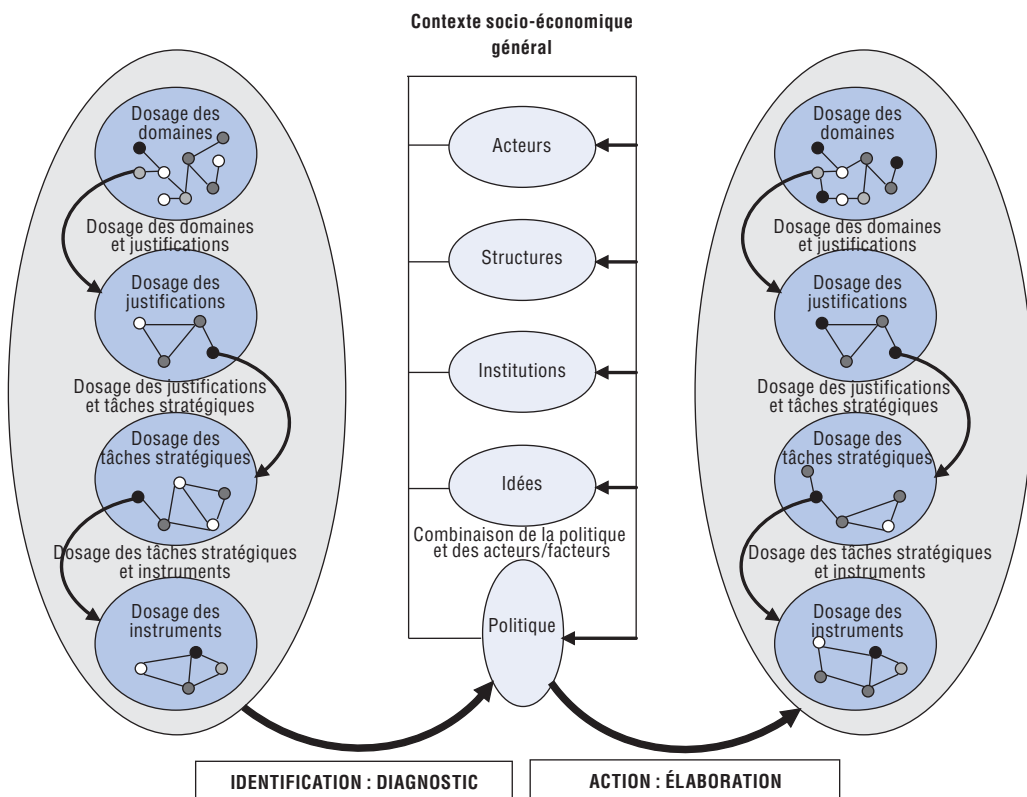 Contexte socio-économique
général
Dosage des
domaines
Dosage des domaines
et justifications
Dosage des
justifications
Dosage des justifications
et tâches stratégiques
Dosage des
tâches stratégiques
Dosage des tâches stratégiques
et instruments
Dosage des
instruments
Acteurs
Structures
Institutions
Idées
Combinaison de la politique
et des acteurs/facteurs
Politique
Dosage des
domaines
Dosage des domaines
et justifications
Dosage des
justifications
Dosage des justifications
et tâches stratégiques
Dosage des
tâches stratégiques
Dosage des tâches stratégiques
et instruments
Dosage des
instruments
IDENTIFICATION : DIAGNOSTIC
ACTION : ÉLABORATION